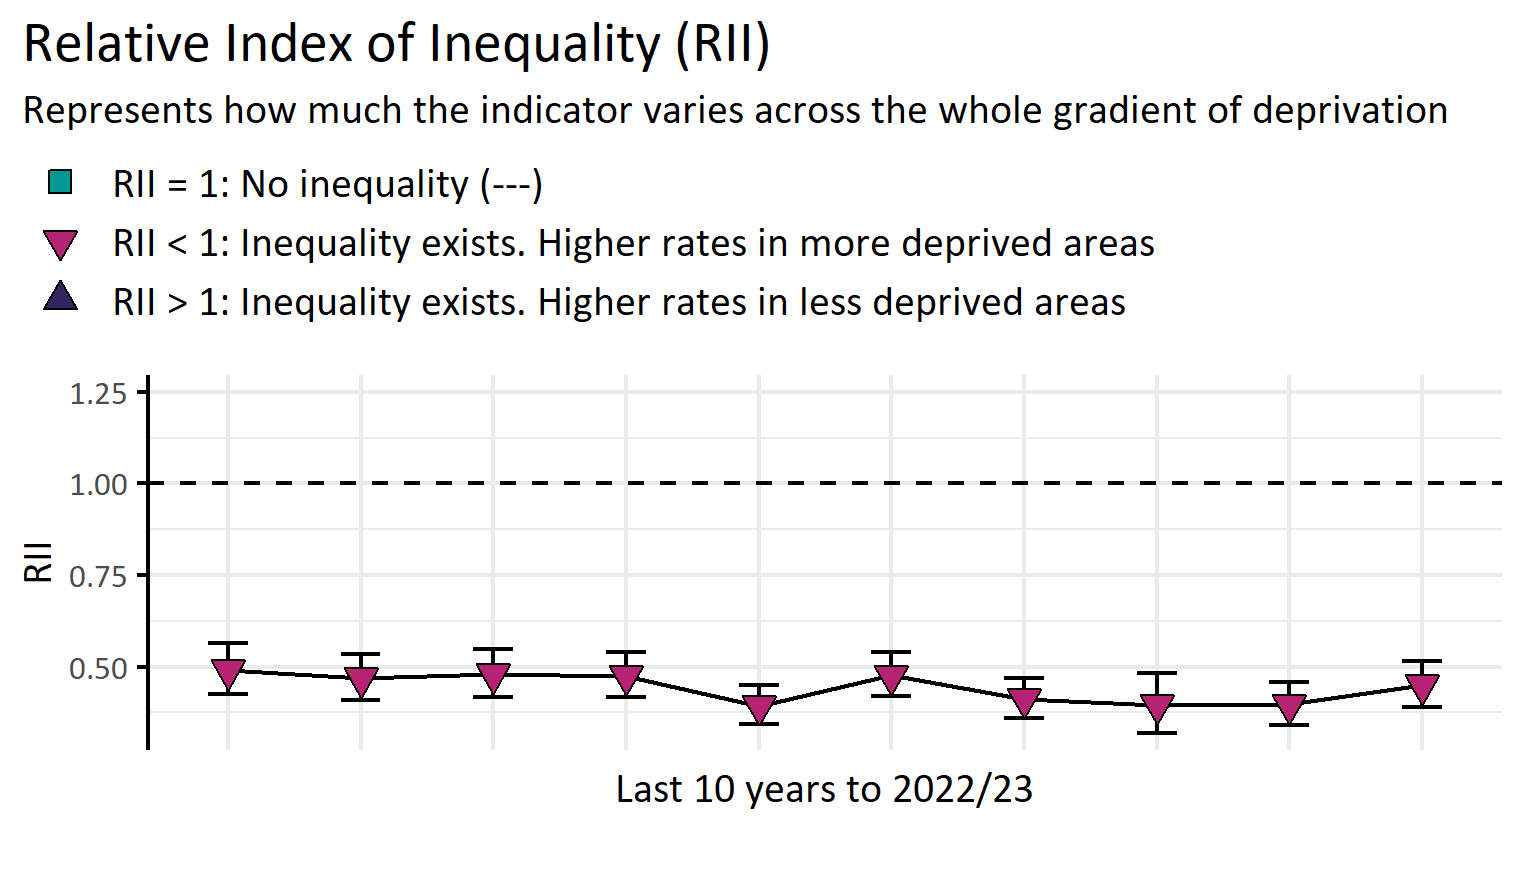 Relative Index of Inequality (RII)
Represents how much the indicator varies across the whole gradient of deprivation
RII = 1: No inequality (---)
RII < 1: Inequality exists. Higher rates in more deprived areas
RII > 1: Inequality exists. Higher rates in less deprived areas
1.25
1.00
0.75
0.50
RII
Last 10 years to 2022/23